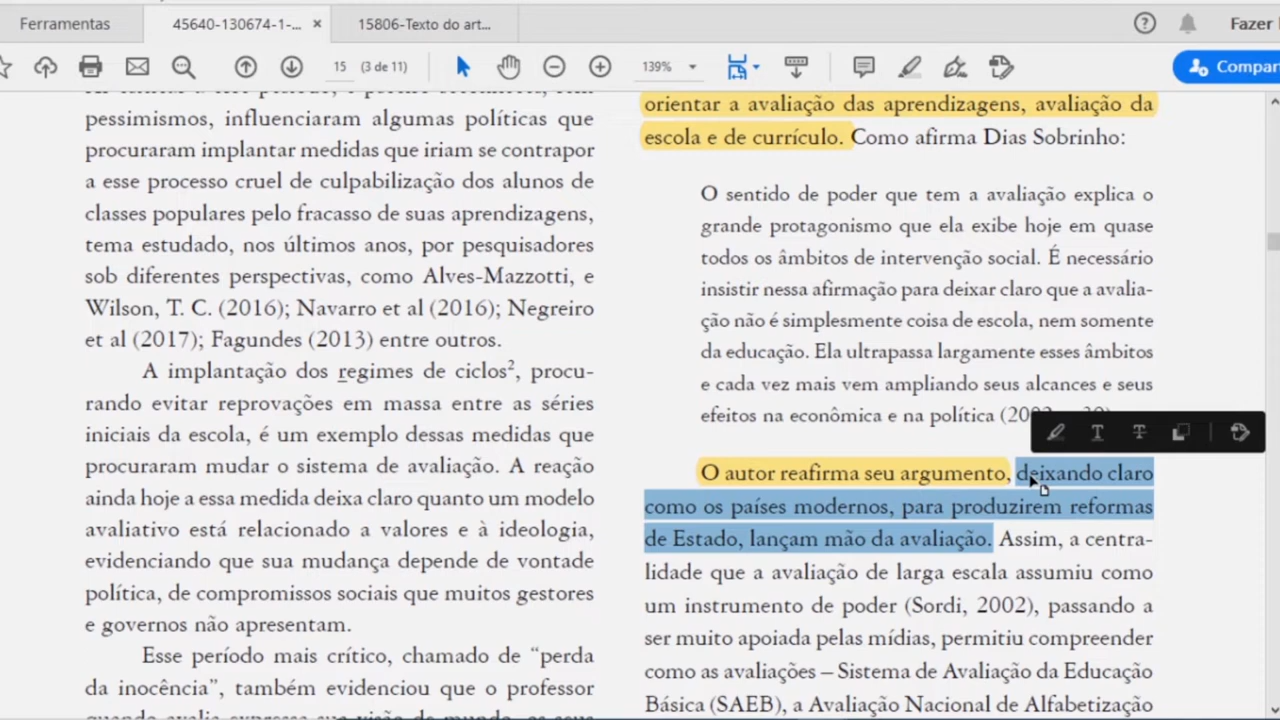 Ferramentas
45640-130674-1-... ×
15806-Texto do art...
Fazer
15 (3 de 11)
139%
Compar
pessimismos, influenciaram algumas políticas que
procuraram implantar medidas que iriam se contrapor
a esse processo cruel de culpabilização dos alunos de
classes populares pelo fracasso de suas aprendizagens,
tema estudado, nos últimos anos, por pesquisadores
sob diferentes perspectivas, como Alves-Mazzotti, e
Wilson, T. C. (2016); Navarro et al (2016); Negreiro
et al (2017); Fagundes (2013) entre outros.
A implantação dos regimes de ciclos², procu-
rando evitar reprovações em massa entre as séries
iniciais da escola, é um exemplo dessas medidas que
procuraram mudar o sistema de avaliação. A reação
ainda hoje a essa medida deixa claro quanto um modelo
avaliativo está relacionado a valores e à ideologia,
evidenciando que sua mudança depende de vontade
política, de compromissos sociais que muitos gestores
e governos não apresentam.
Esse período mais crítico, chamado de “perda
da inocência”, também evidenciou que o professor
quando avalia expressa sua visão de mundo, os seus
orientar a avaliação das aprendizagens, avaliação da
escola e de currículo. Como afirma Dias Sobrinho:
O sentido de poder que tem a avaliação explica o
grande protagonismo que ela exibe hoje em quase
todos os âmbitos de intervenção social. É necessário
insistir nessa afirmação para deixar claro que a avalia-
ção não é simplesmente coisa de escola, nem somente
da educação. Ela ultrapassa largamente esses âmbitos
e cada vez mais vem ampliando seus alcances e seus
efeitos na econômica e na política
O autor reafirma seu argumento, deixando claro
como os países modernos, para produzirem reformas
de Estado, lançam mão da avaliação. Assim, a centra-
lidade que a avaliação de larga escala assumiu como
um instrumento de poder (Sordi, 2002), passando a
ser muito apoiada pelas mídias, permitiu compreender
como as avaliações – Sistema de Avaliação da Educação
Básica (SAEB), a Avaliação Nacional de Alfabetização